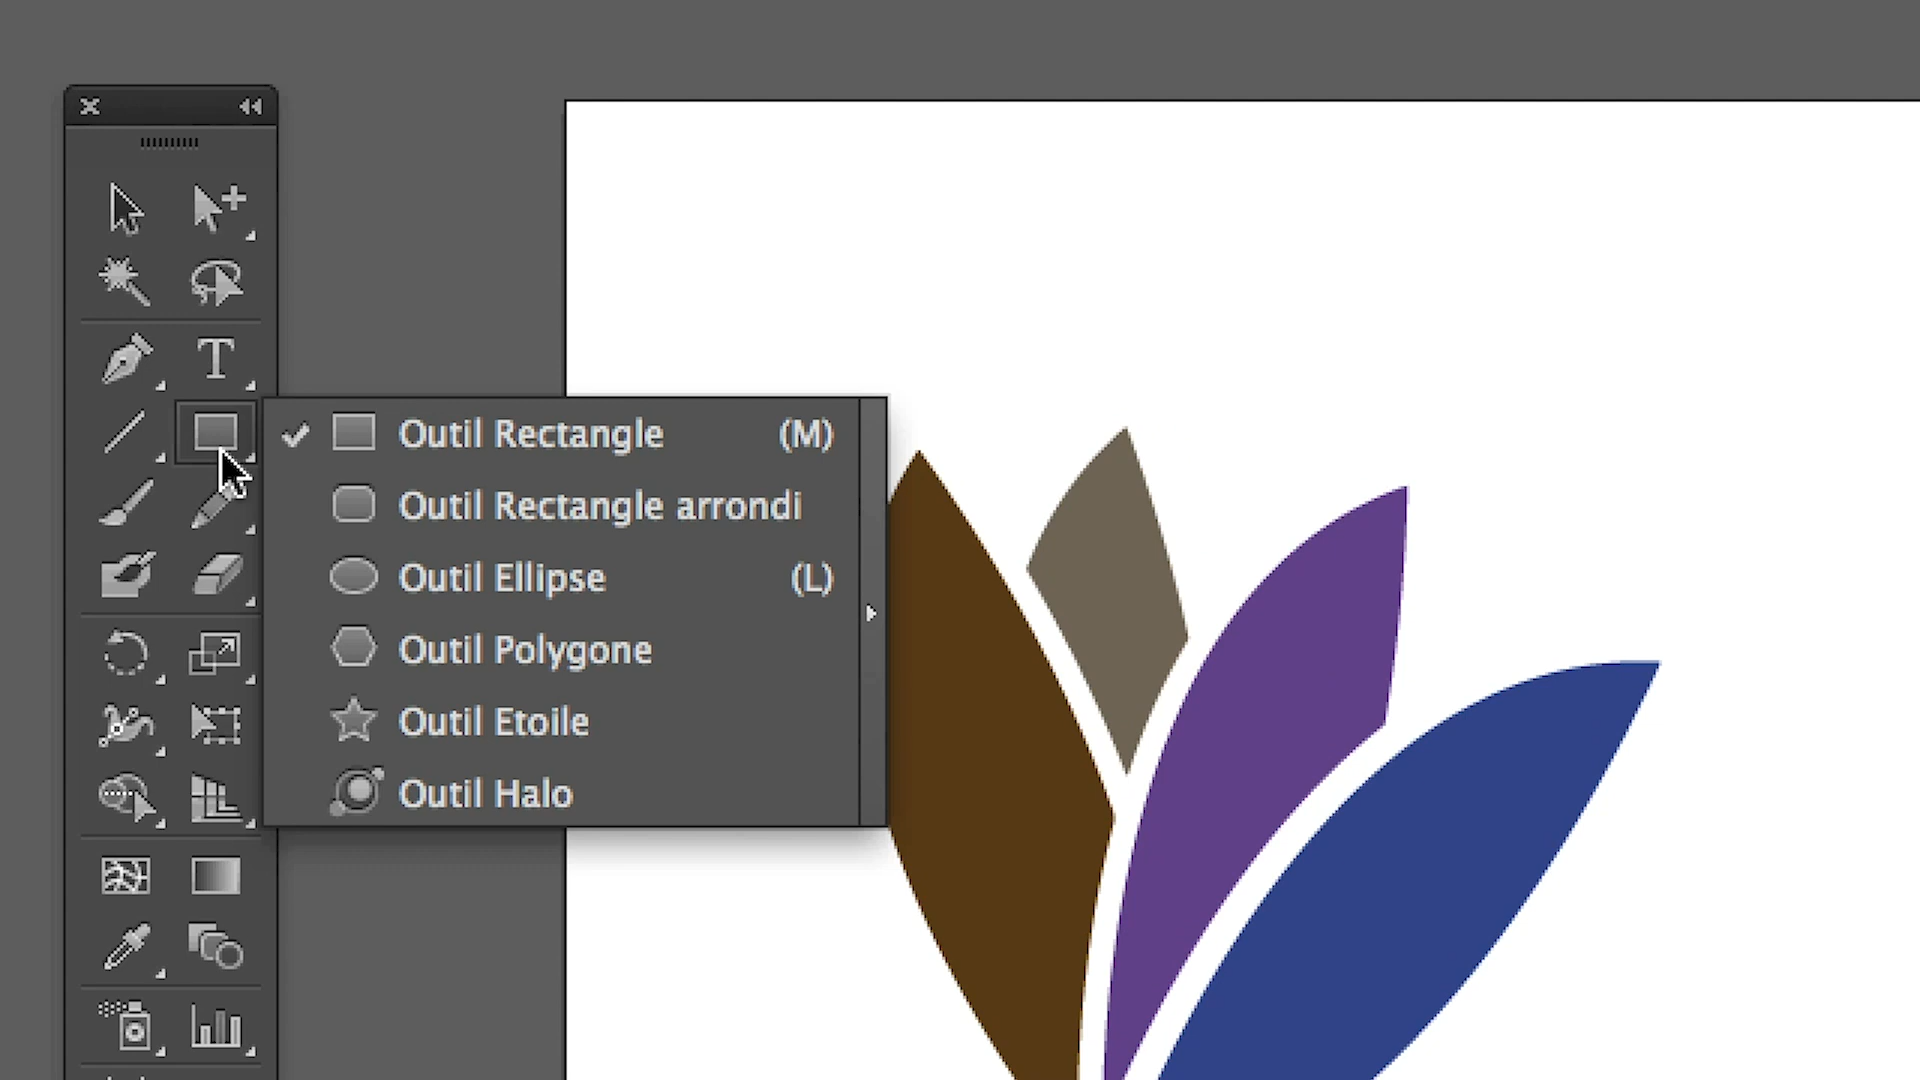 T
Outil Rectangle (M)
Outil Rectangle arrondi
Outil Ellipse (L)
Outil Polygone
Outil Etoile
Outil Halo